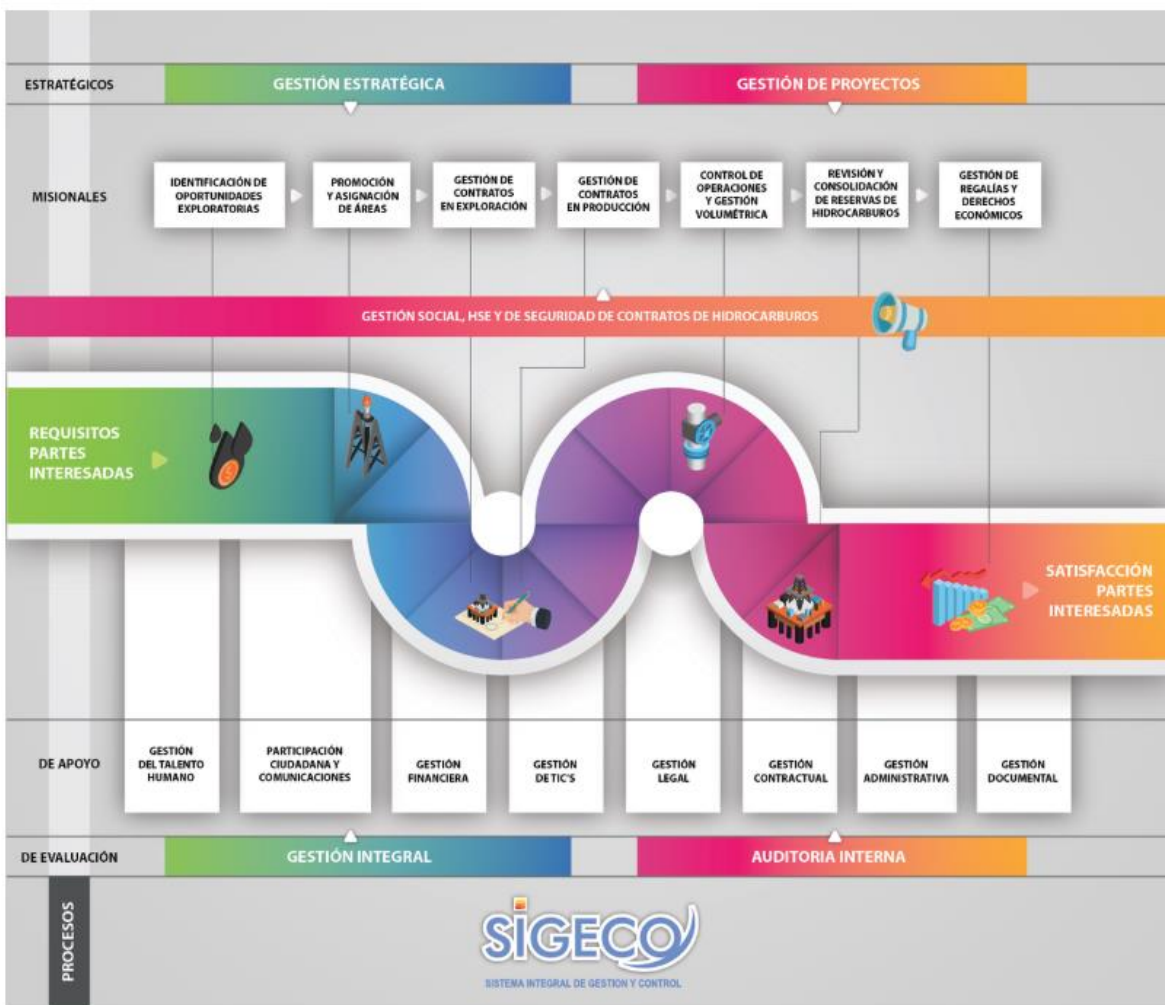 ESTRATÉGICOS
GESTIÓN ESTRATÉGICA
GESTIÓN DE PROYECTOS
MISIONALES
IDENTIFICACIÓN DE
OPORTUNIDADES
EXPLORATORIAS
PROMOCIÓN
Y ASIGNACIÓN
DE ÁREAS
GESTIÓN DE
CONTRATOS
EN EXPLORACIÓN
GESTIÓN DE
CONTRATOS
EN PRODUCCIÓN
CONTROL DE
OPERACIONES
Y GESTIÓN
VOLUMÉTRICA
REVISIÓN Y
CONSOLIDACIÓN
DE RESERVAS DE
HIDROCARBUROS
GESTIÓN DE
REGALÍAS Y
DERECHOS
ECONÓMICOS
GESTIÓN SOCIAL, HSE Y DE SEGURIDAD DE CONTRATOS DE HIDROCARBUROS
REQUISITOS
PARTES
INTERESADAS
SATISFACCIÓN
PARTES
INTERESADAS
DE APOYO
GESTIÓN
DEL TALENTO
HUMANO
PARTICIPACIÓN
CIUDADANA Y
COMUNICACIONES
GESTIÓN
FINANCIERA
GESTIÓN
DE TIC'S
GESTIÓN
LEGAL
GESTIÓN
CONTRACTUAL
GESTIÓN
ADMINISTRATIVA
GESTIÓN
DOCUMENTAL
DE EVALUACIÓN
GESTIÓN INTEGRAL
AUDITORIA INTERNA
PROCESOS
SIGECO
SISTEMA INTEGRAL DE GESTION Y CONTROL